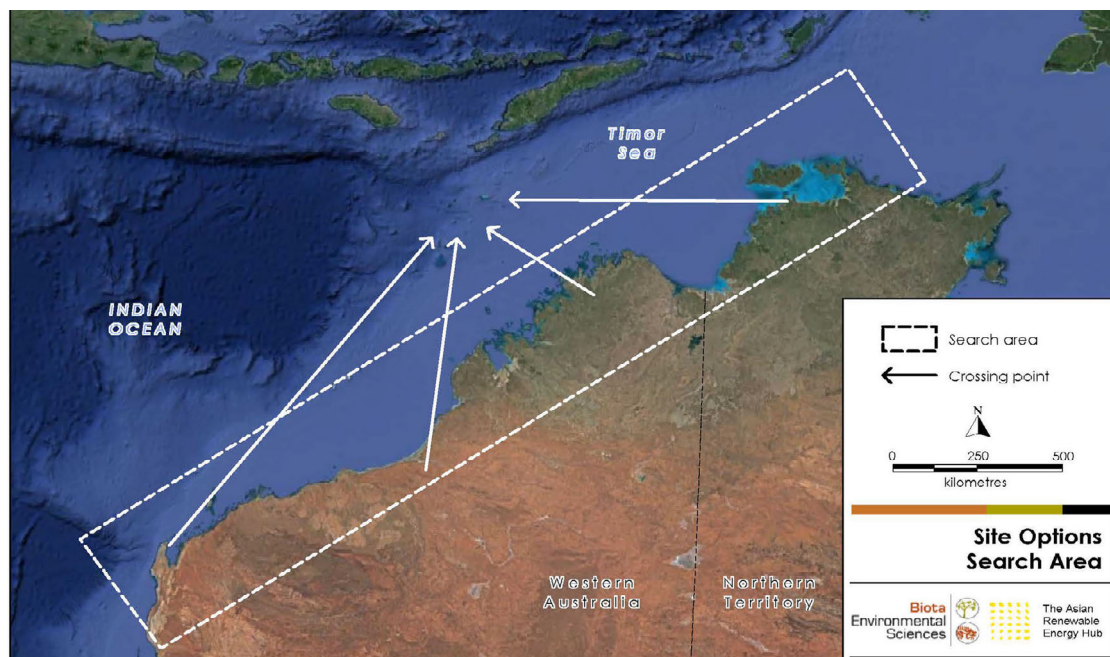 Timor
Sea
INDIAN
OCEAN
Western
Australia
Northern
Territory
Search area
Crossing point
N
0 250 500
kilometres
Site Options
Search Area
Biota
Environmental
Sciences
The Asian
Renewable
Energy Hub